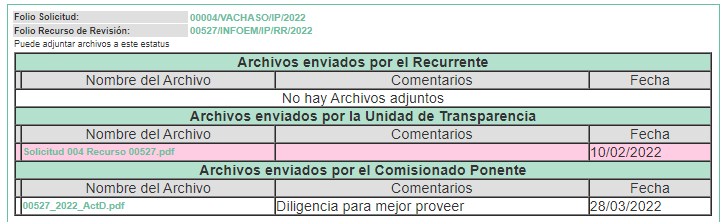 Folio Solicitud: 00004/VACHASO/IP/2022
Folio Recurso de Revisión: 00527/INFOEM/IP/RR/2022
Puede adjuntar archivos a este estatus
Archivos enviados por el Recurrente
Nombre del Archivo Comentarios Fecha
No hay Archivos adjuntos
Archivos enviados por la Unidad de Transparencia
Nombre del Archivo Comentarios Fecha
Solicitud 004 Recurso 00527.pdf 10/02/2022
Archivos enviados por el Comisionado Ponente
Nombre del Archivo Comentarios Fecha
00527_2022_ActD.pdf Diligencia para mejor proveer 28/03/2022